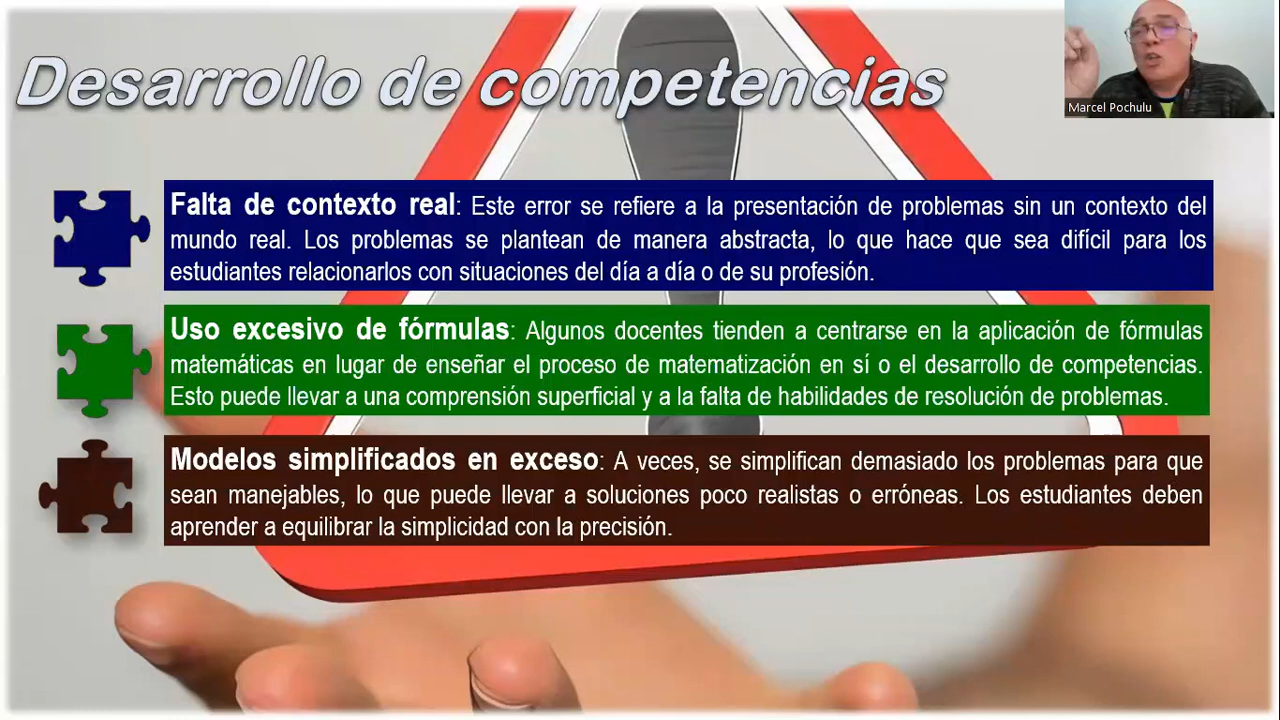 Desarrollo de competencias
Marcel Pochulu
Falta de contexto real: Este error se refiere a la presentación de problemas sin un contexto del
mundo real. Los problemas se plantean de manera abstracta, lo que hace que sea difícil para los
estudiantes relacionarlos con situaciones del día a día o de su profesión.
Uso excesivo de fórmulas: Algunos docentes tienden a centrarse en la aplicación de fórmulas
matemáticas en lugar de enseñar el proceso de matematización en sí o el desarrollo de competencias.
Esto puede llevar a una comprensión superficial y a la falta de habilidades de resolución de problemas.
Modelos simplificados en exceso: A veces, se simplifican demasiado los problemas para que
sean manejables, lo que puede llevar a soluciones poco realistas o erróneas. Los estudiantes deben
aprender a equilibrar la simplicidad con la precisión.